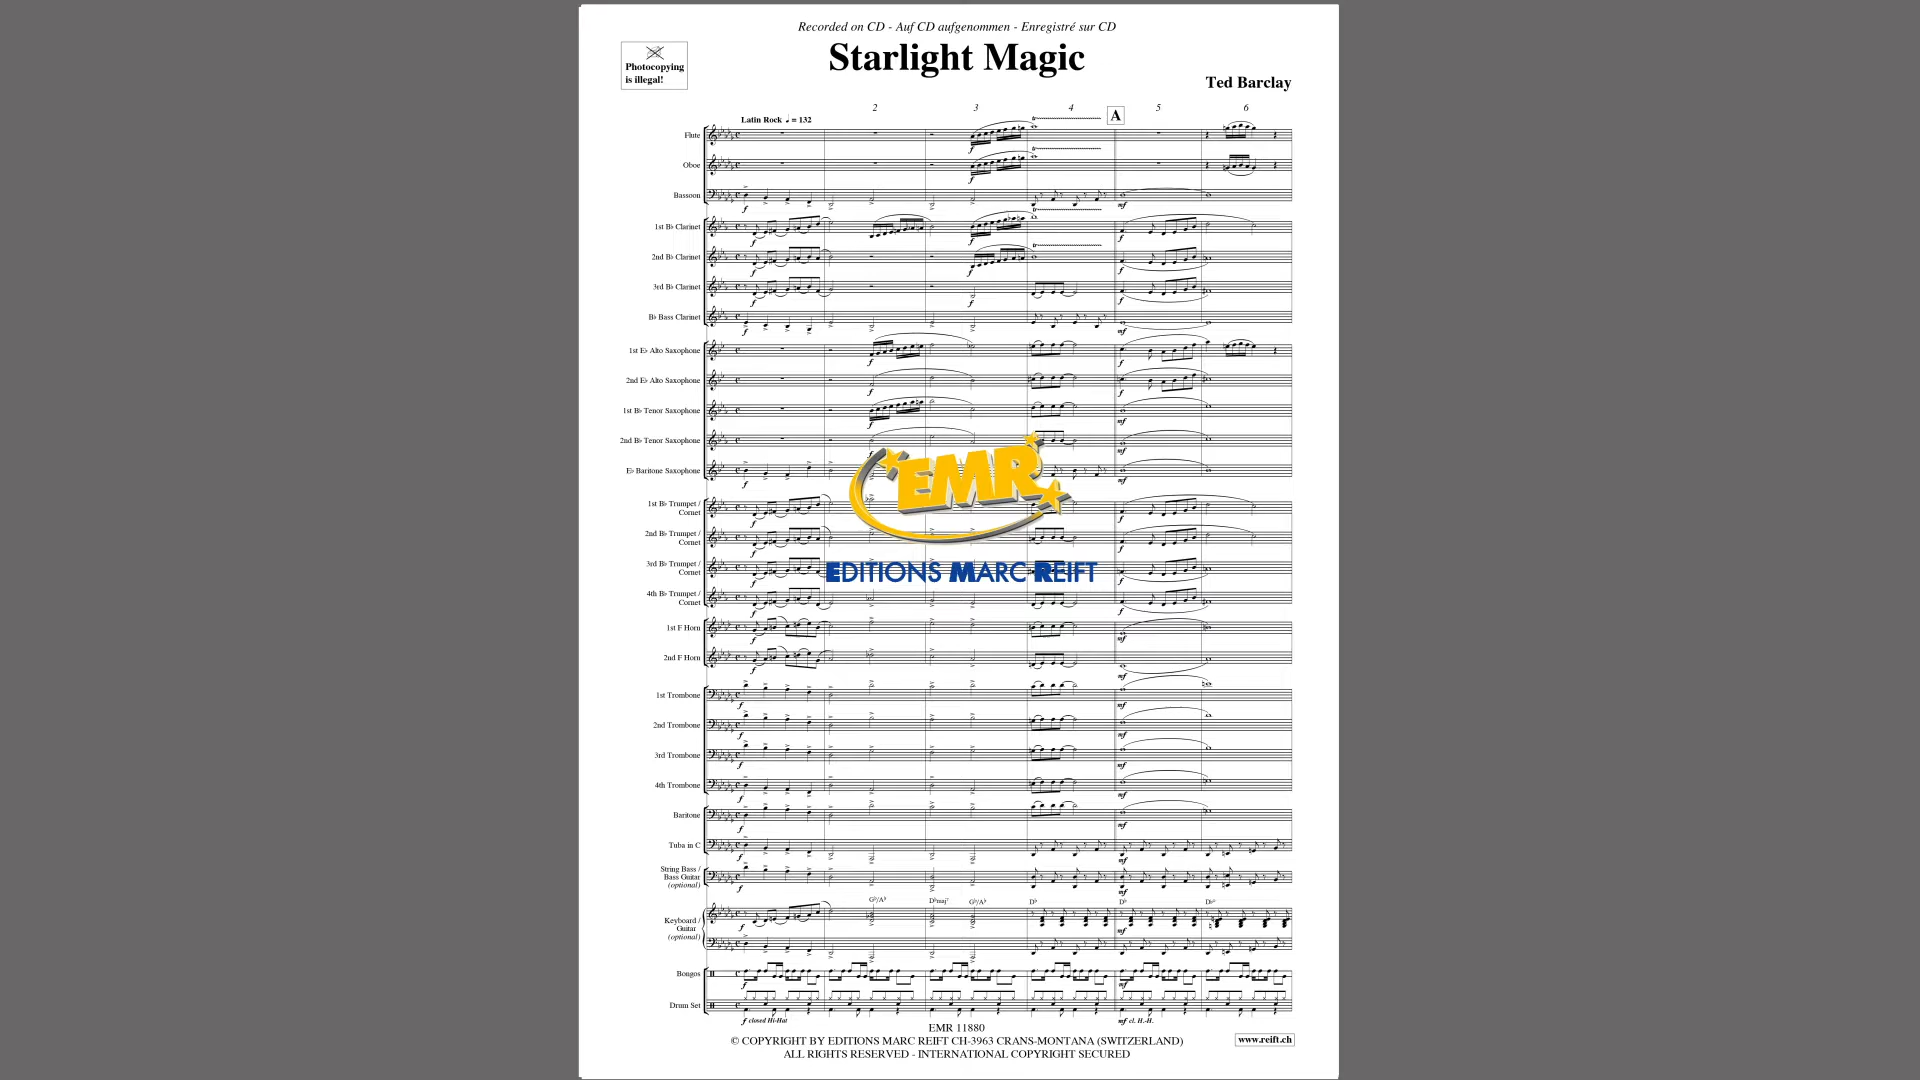 Recorded on CD - Auf CD aufgenommen - Enregistré sur CD
Photocopying
is illegal!
Starlight Magic
Ted Barclay
2 3 4 A 5 6
Latin Rock ♩ = 132
Flute
Oboe
Bassoon
1st B♭ Clarinet
2nd B♭ Clarinet
3rd B♭ Clarinet
B♭ Bass Clarinet
1st E♭ Alto Saxophone
2nd E♭ Alto Saxophone
1st B♭ Tenor Saxophone
2nd B♭ Tenor Saxophone
E♭ Baritone Saxophone
EMR
1st B♭ Trumpet /
Cornet
2nd B♭ Trumpet /
Cornet
3rd B♭ Trumpet /
Cornet
EDITIONS MARC REIFT
4th B♭ Trumpet /
Cornet
1st F Horn
2nd F Horn
1st Trombone
2nd Trombone
3rd Trombone
4th Trombone
Baritone
Tuba in C
String Bass /
Bass Guitar
(optional)
G♭/A♭ D♭maj7 G♭/A♭ D♭ D♭
Keyboard /
Guitar
(optional)
Bongos
Drum Set
f closed Hi-Hat
mf cl. H.-H.
EMR 11880
© COPYRIGHT BY EDITIONS MARC REIFT CH-3963 CRANS-MONTANA (SWITZERLAND)
ALL RIGHTS RESERVED - INTERNATIONAL COPYRIGHT SECURED
www.reift.ch